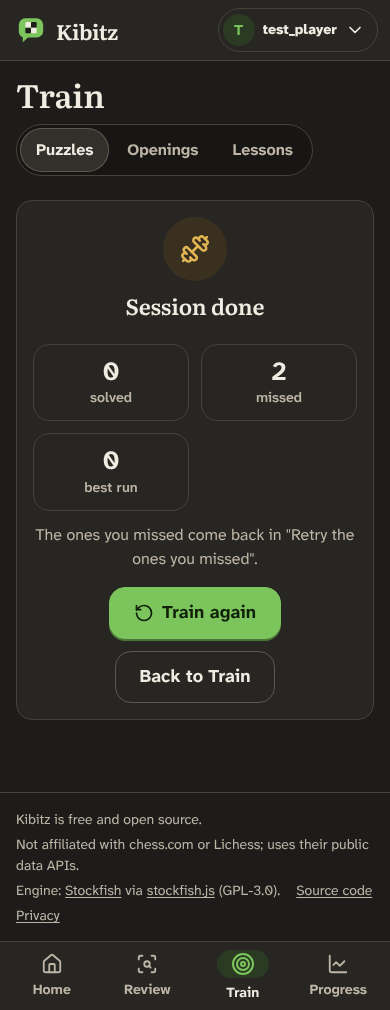 Kibitz
T
test_player
Train
Puzzles
Openings
Lessons
Session done
0
solved
2
missed
0
best run
The ones you missed come back in "Retry the
ones you missed".
Train again
Back to Train
Kibitz is free and open source.
Not affiliated with chess.com or Lichess; uses their public
data APIs.
Engine: Stockfish via stockfish.js (GPL-3.0). Source code
Privacy
Home
Review
Train
Progress